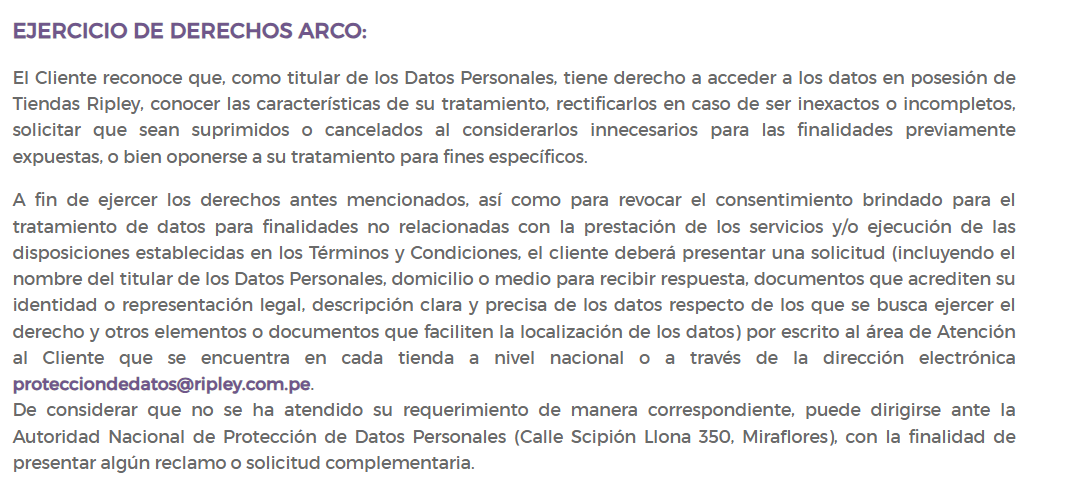 EJERCICIO DE DERECHOS ARCO:
El Cliente reconoce que, como titular de los Datos Personales, tiene derecho a acceder a los datos en posesión de
Tiendas Ripley, conocer las características de su tratamiento, rectificarlos en caso de ser inexactos o incompletos,
solicitar que sean suprimidos o cancelados al considerarlos innecesarios para las finalidades previamente
expuestas, o bien oponerse a su tratamiento para fines específicos.
A fin de ejercer los derechos antes mencionados, así como para revocar el consentimiento brindado para el
tratamiento de datos para finalidades no relacionadas con la prestación de los servicios y/o ejecución de las
disposiciones establecidas en los Términos y Condiciones, el cliente deberá presentar una solicitud (incluyendo el
nombre del titular de los Datos Personales, domicilio o medio para recibir respuesta, documentos que acrediten su
identidad o representación legal, descripción clara y precisa de los datos respecto de los que se busca ejercer el
derecho y otros elementos o documentos que faciliten la localización de los datos) por escrito al área de Atención
al Cliente que se encuentra en cada tienda a nivel nacional o a través de la dirección electrónica
protecciondedatos@ripley.com.pe.
De considerar que no se ha atendido su requerimiento de manera correspondiente, puede dirigirse ante la
Autoridad Nacional de Protección de Datos Personales (Calle Scipión Llona 350, Miraflores), con la finalidad de
presentar algún reclamo o solicitud complementaria.